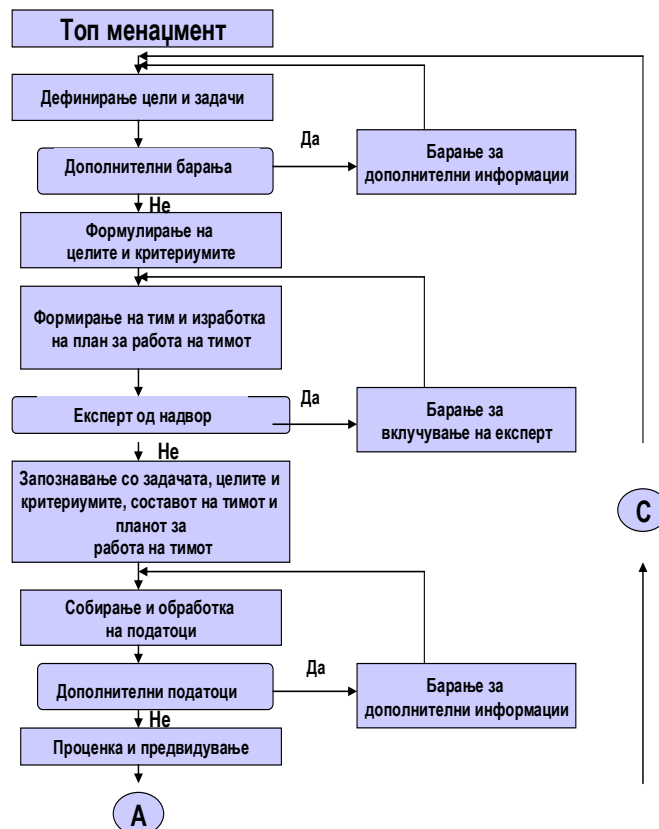 Топ менаџмент
Дефинирање цели и задачи
Дополнителни барања
Да
Барање за
дополнителни информации
Не
Формулирање на
целите и критериумите
Формирање на тим и изработка
на план за работа на тимот
Експерт од надвор
Да
Барање за
вклучување на експерт
Не
Запознавање со задачата, целите и
критериумите, составот на тимот и
планот за
работа на тимот
С
Собирање и обработка
на податоци
Дополнителни податоци
Да
Барање за
дополнителни информации
Не
Проценка и предвидување
А